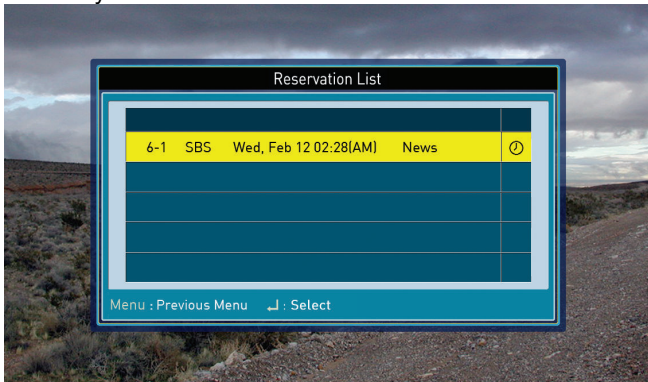 Reservation List
6-1 SBS Wed, Feb 12 02:28(AM) News
Menu : Previous Menu ↵ : Select